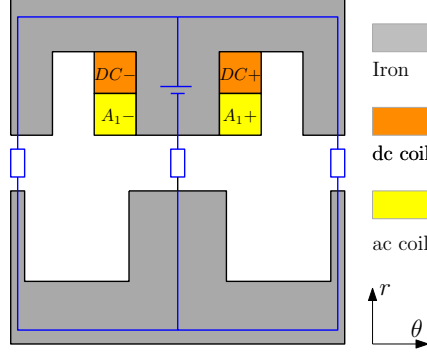 DC−
DC+
A₁−
A₁+
Iron
dc coil
ac coil
r
θ